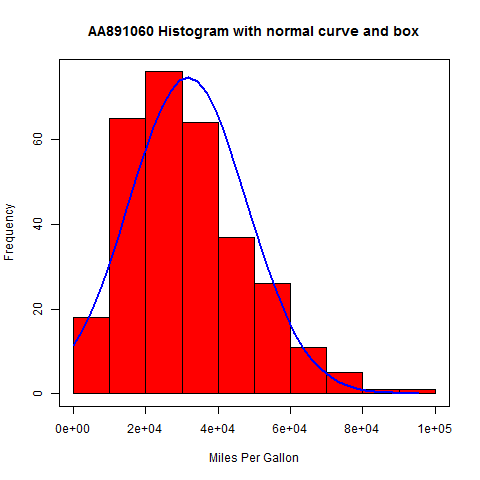 AA891060 Histogram with normal curve and box
Frequency
60
40
20
0
0e+00 2e+04 4e+04 6e+04 8e+04 1e+05
Miles Per Gallon